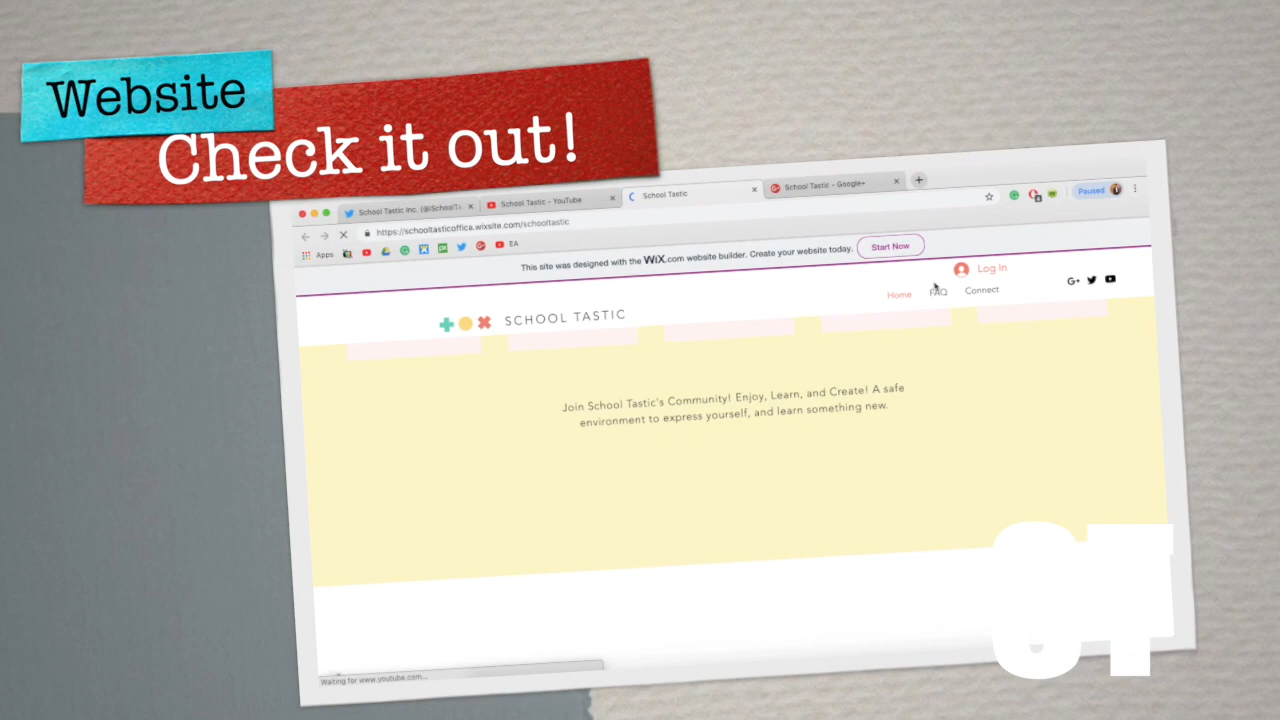 Website
Check it out!
School Tastic Inc. (@iSchoolTa
School Tastic - YouTube
School Tastic
School Tastic - Google+
https://schooltasticoffica.wixsite.com/schooltastic
Paused
Apps
EA
This site was designed with the WiX.com website builder. Create your website today.
Start Now
Log In
Home
FAQ
Connect
G+
SCHOOL TASTIC
Join School Tastic's Community! Enjoy, Learn, and Create! A safe
environment to express yourself, and learn something new.
Waiting for www.youtube.com...